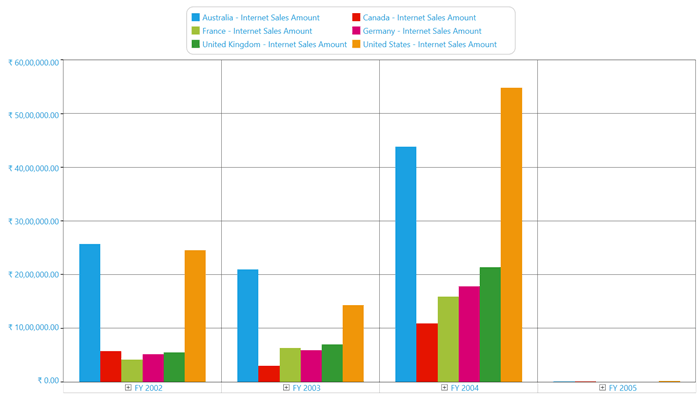 Australia - Internet Sales Amount Canada - Internet Sales Amount
France - Internet Sales Amount Germany - Internet Sales Amount
United Kingdom - Internet Sales Amount United States - Internet Sales Amount
₹ 60,00,000.00
₹ 50,00,000.00
₹ 40,00,000.00
₹ 30,00,000.00
₹ 20,00,000.00
₹ 10,00,000.00
₹ 0.00
FY 2002 FY 2003 FY 2004 FY 2005